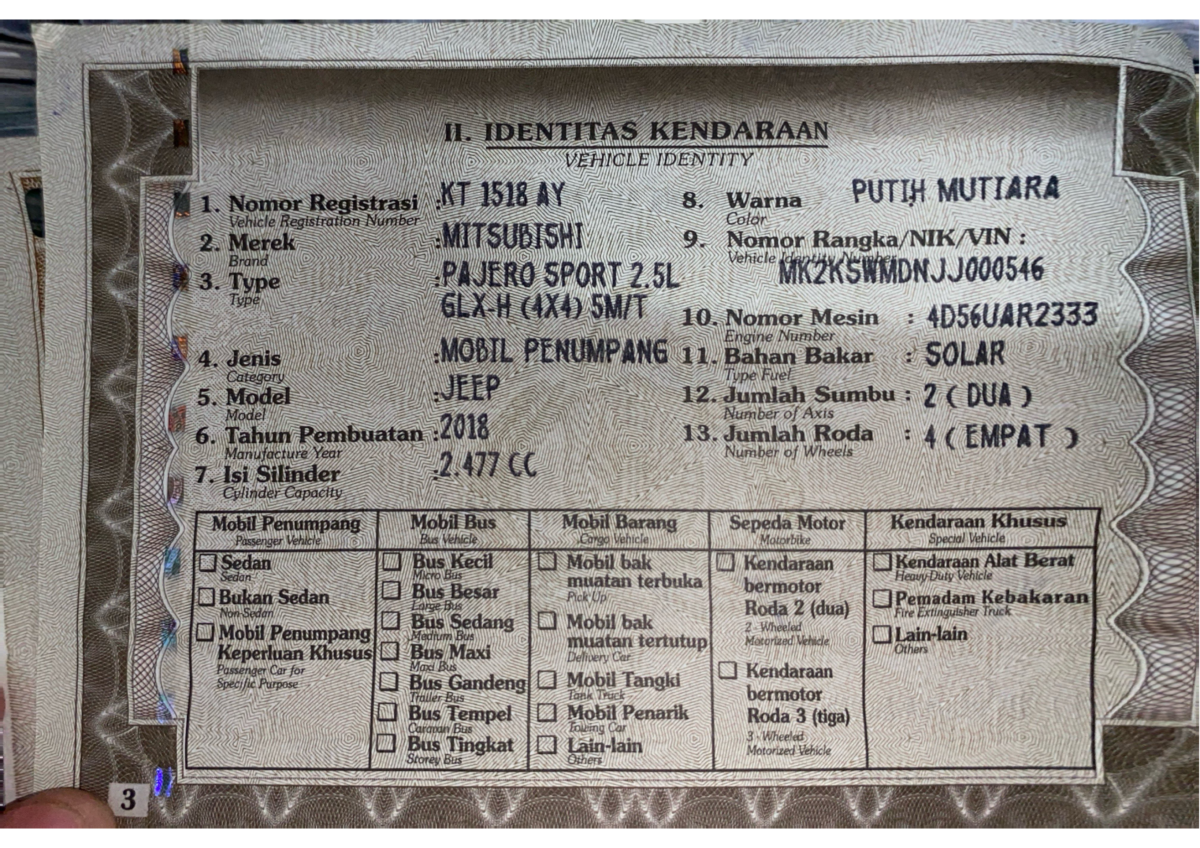 II. IDENTITAS KENDARAAN
VEHICLE IDENTITY
1. Nomor Registrasi :KT 1518 AY
Vehicle Registration Number
2. Merek :MITSUBISHI
Brand
3. Type :PAJERO SPORT 2.5L
Type
GLX-H (4X4) 5M/T
4. Jenis :MOBIL PENUMPANG
Category
5. Model :JEEP
Model
6. Tahun Pembuatan :2018
Manufacture Year
7. Isi Silinder :2.477 CC
Cylinder Capacity
8. Warna PUTIH MUTIARA
Color
9. Nomor Rangka/NIK/VIN :
Vehicle Identity Number
MK2KSWMDNJJ000546
10. Nomor Mesin : 4D56UAR2333
Engine Number
11. Bahan Bakar : SOLAR
Type Fuel
12. Jumlah Sumbu : 2 ( DUA )
Number of Axis
13. Jumlah Roda : 4 ( EMPAT )
Number of Wheels
Mobil Penumpang
Passenger Vehicle
Sedan
Sedan
Bukan Sedan
Non-Sedan
Mobil Penumpang
Keperluan Khusus
Passenger Car for
Specific Purpose
Mobil Bus
Bus Vehicle
Bus Kecil
Micro Bus
Bus Besar
Large Bus
Bus Sedang
Medium Bus
Bus Maxi
Maxi Bus
Bus Gandeng
Trailer Bus
Bus Tempel
Caravan Bus
Bus Tingkat
Storey Bus
Mobil Barang
Cargo Vehicle
Mobil bak
muatan terbuka
Pick Up
Mobil bak
muatan tertutup
Delivery Car
Mobil Tangki
Tank Truck
Mobil Penarik
Towing Car
Lain-lain
Others
Sepeda Motor
Motorbike
Kendaraan
bermotor
Roda 2 (dua)
2 - Wheeled
Motorized Vehicle
Kendaraan
bermotor
Roda 3 (tiga)
3 - Wheeled
Motorized Vehicle
Kendaraan Khusus
Special Vehicle
Kendaraan Alat Berat
Heavy-Duty Vehicle
Pemadam Kebakaran
Fire Extinguisher Truck
Lain-lain
Others
3